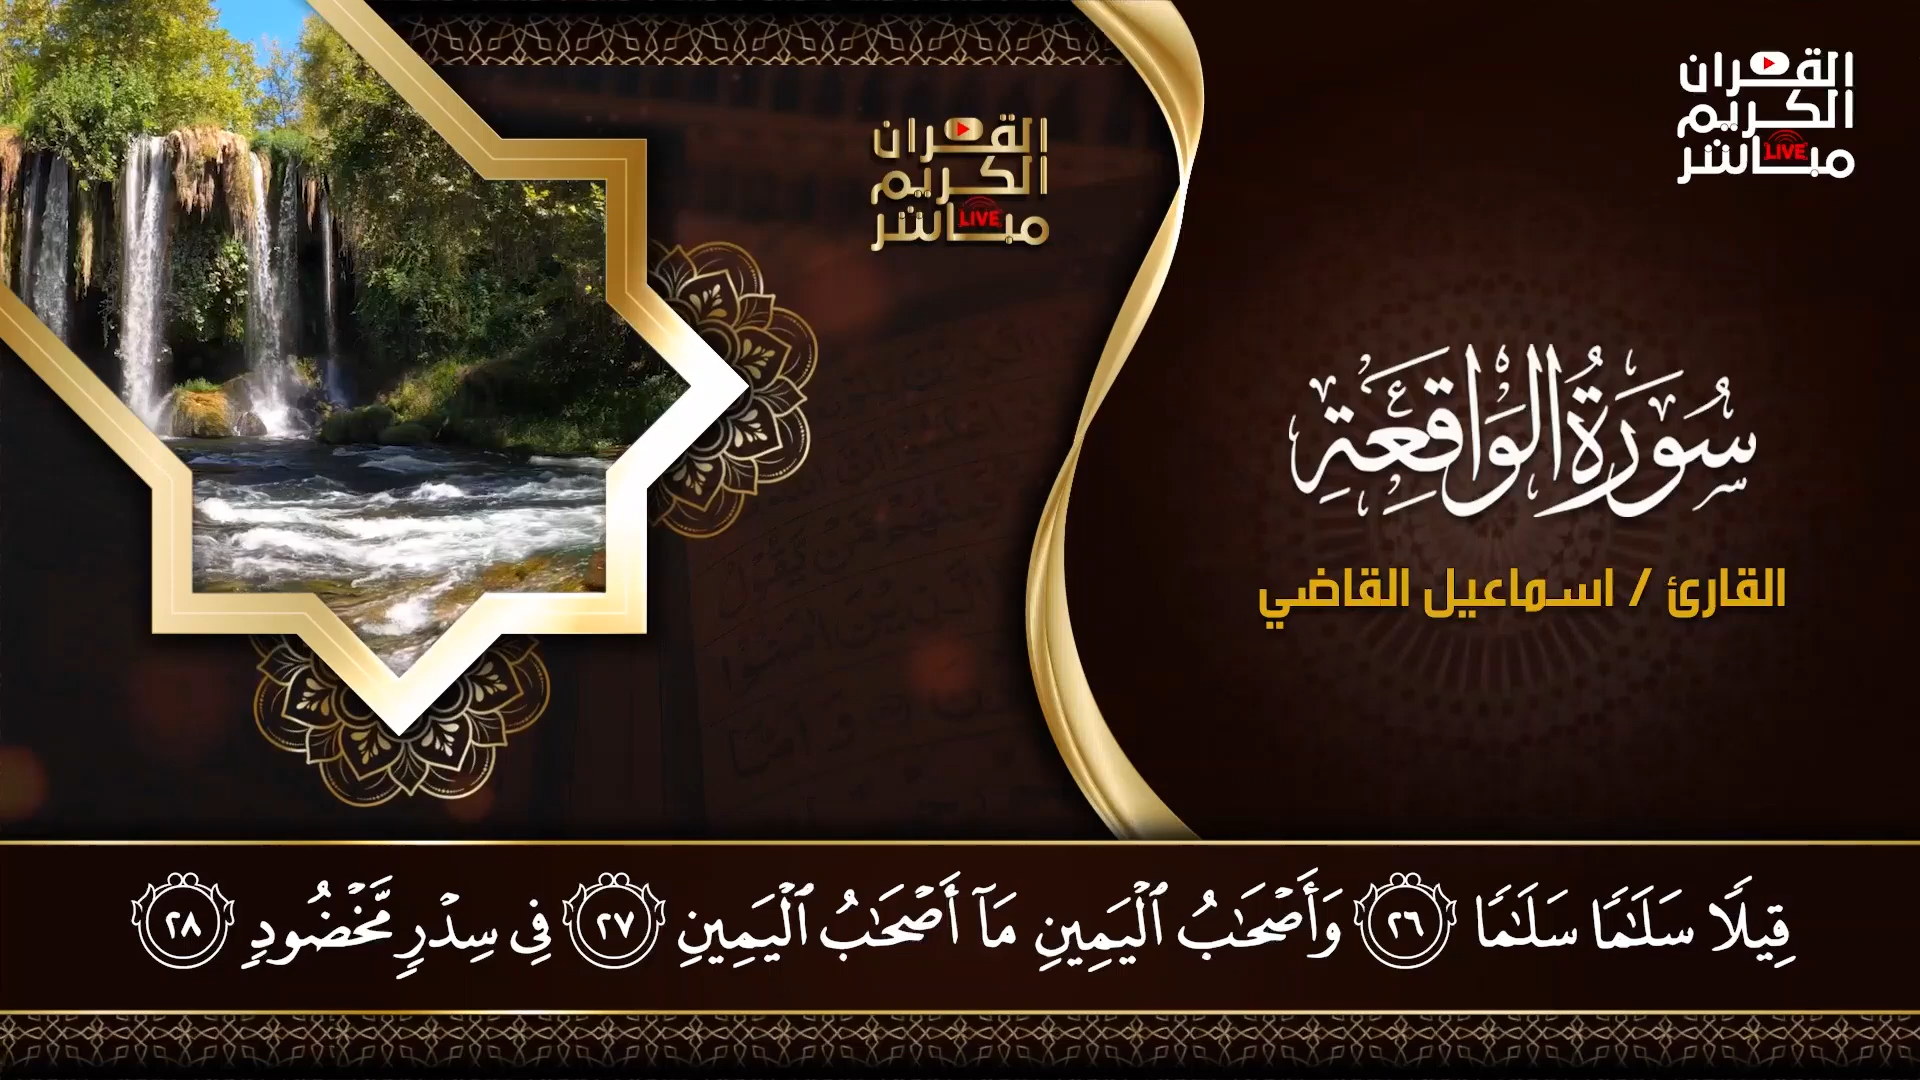 القرآن
الكريم
مباشر
LIVE
القرآن
الكريم
مباشر
LIVE
سُورَةُ الوَاقِعَةِ
القارئ / اسماعيل القاضي
قِيلًا سَلَٰمًا سَلَٰمًا ٢٦ وَأَصْحَٰبُ ٱلْيَمِينِ مَآ أَصْحَٰبُ ٱلْيَمِينِ ٢٧ فِى سِدْرٍ مَّخْضُودٍ ٢٨